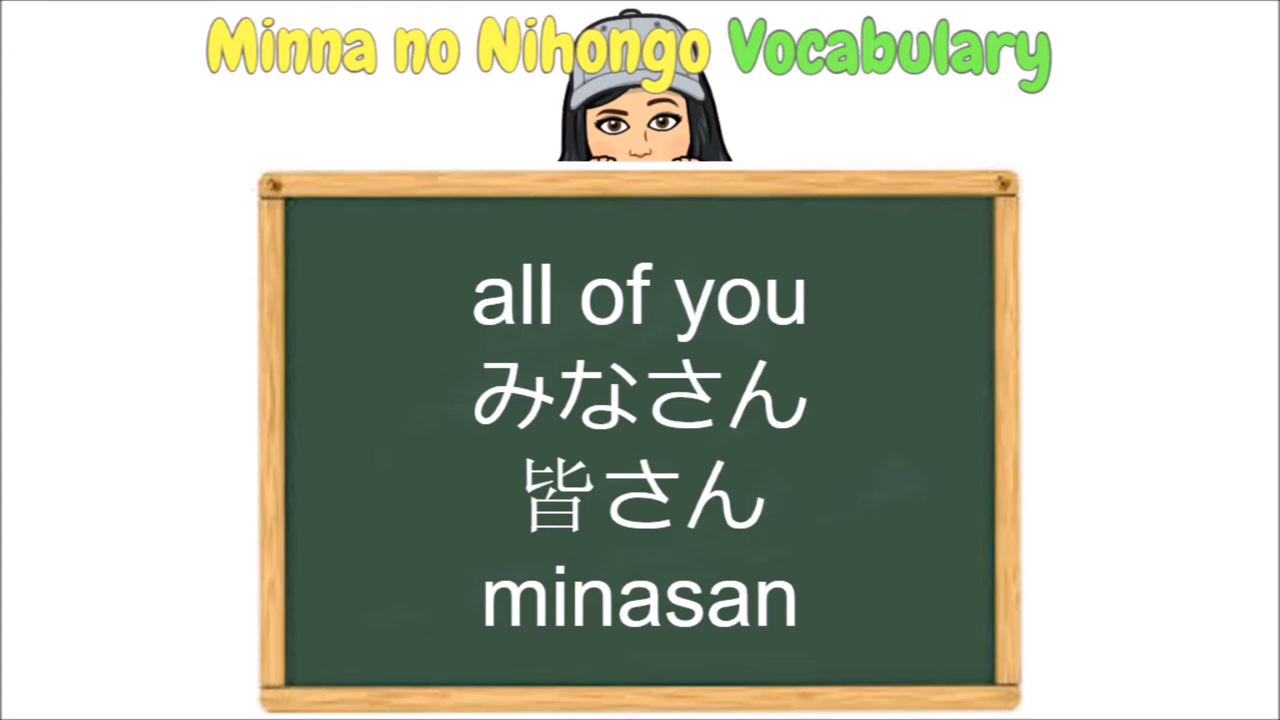 Minna no Nihongo Vocabulary
all of you
みなさん
皆さん
minasan